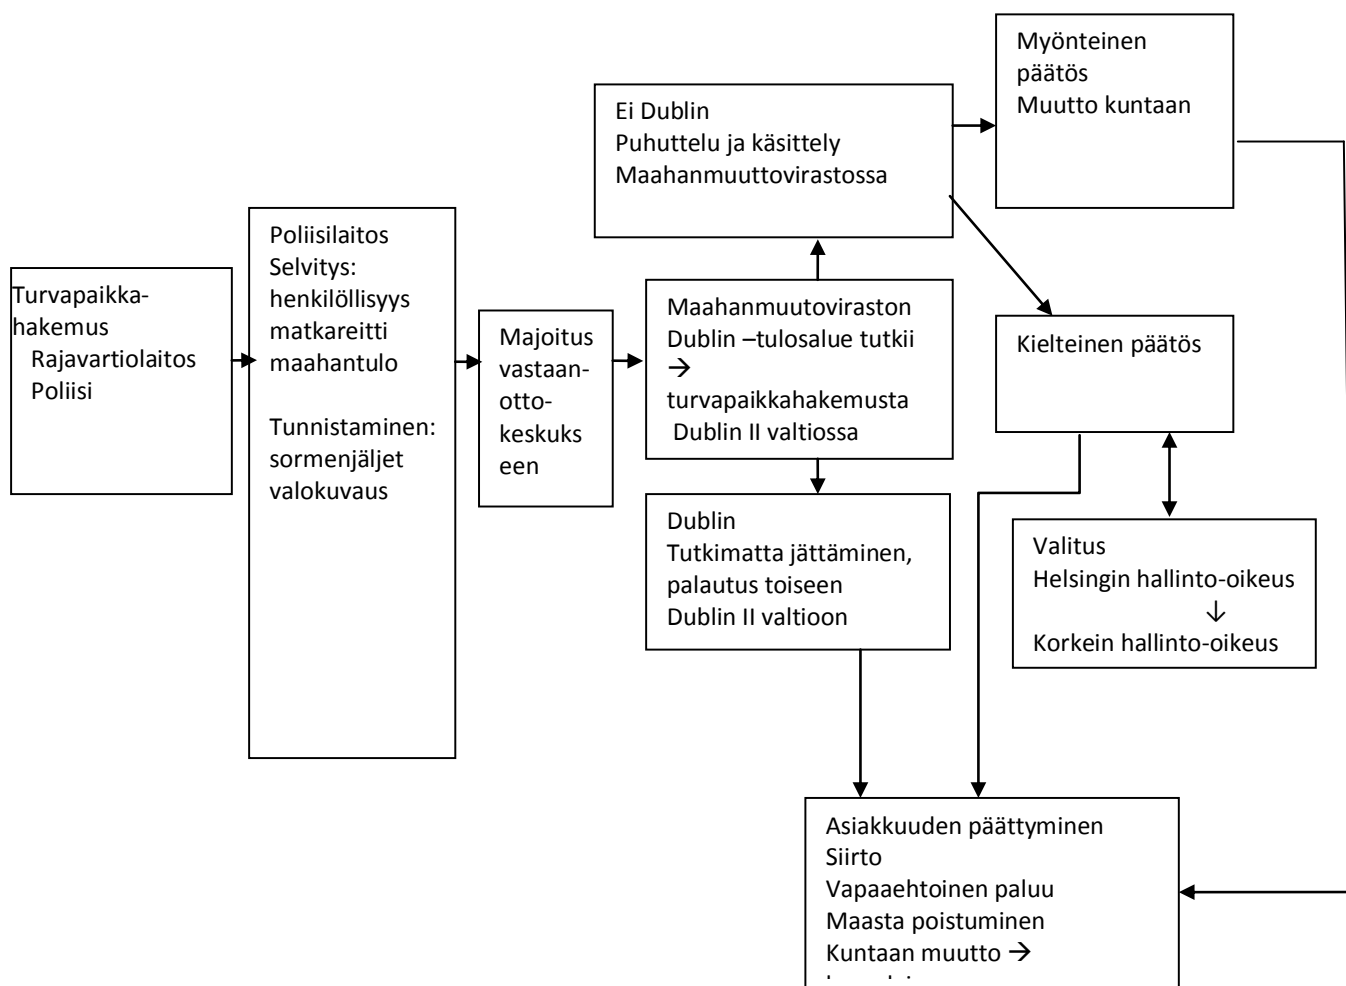 Turvapaikka-
hakemus
Rajavartiolaitos
Poliisi
Poliisilaitos
Selvitys:
henkilöllisyys
matkareitti
maahantulo
Tunnistaminen:
sormenjäljet
valokuvaus
Majoitus
vastaan-
otto-
keskuks
een
Ei Dublin
Puhuttelu ja käsittely
Maahanmuuttovirastossa
Maahanmuutoviraston
Dublin –tulosalue tutkii
→
turvapaikkahakemusta
Dublin II valtiossa
Dublin
Tutkimatta jättäminen,
palautus toiseen
Dublin II valtioon
Myönteinen
päätös
Muutto kuntaan
Kielteinen päätös
Valitus
Helsingin hallinto-oikeus
↓
Korkein hallinto-oikeus
Asiakkuuden päättyminen
Siirto
Vapaaehtoinen paluu
Maasta poistuminen
Kuntaan muutto →